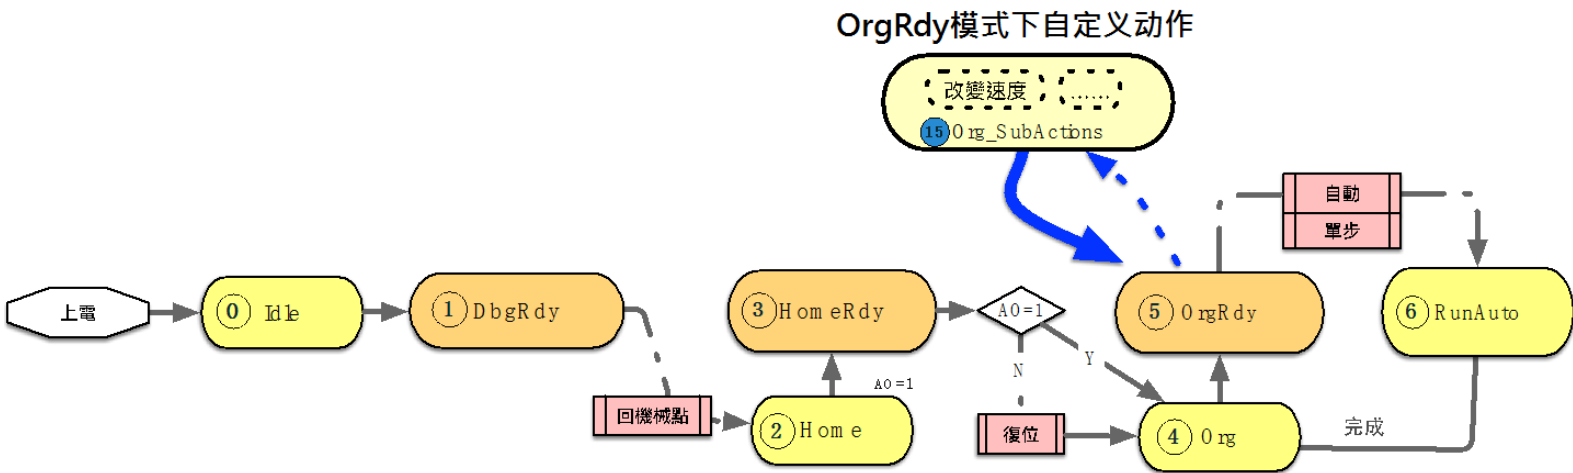 OrgRdy模式下自定义动作
改變速度
......
15 Org_SubActions
自動
單步
上電
0 Idle
1 DbgRdy
3 HomeRdy
A0=1
5 OrgRdy
6 RunAuto
N
Y
A0=1
回機械點
2 Home
復位
4 Org
完成